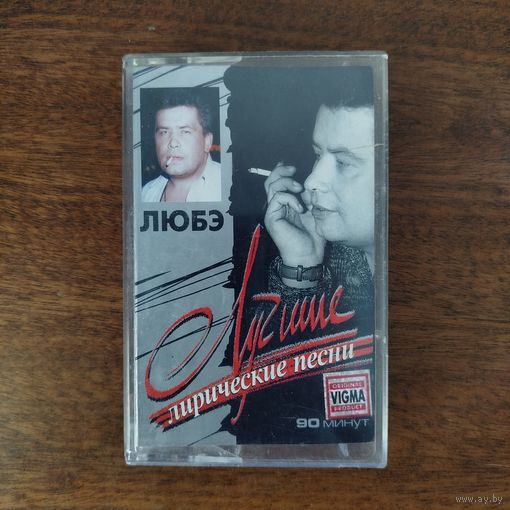 ЛЮБЭ
Лучшие
лирические песни
ORIGINAL
VIGMA
PRODUCT
90 МИНУТ
www.ay.by